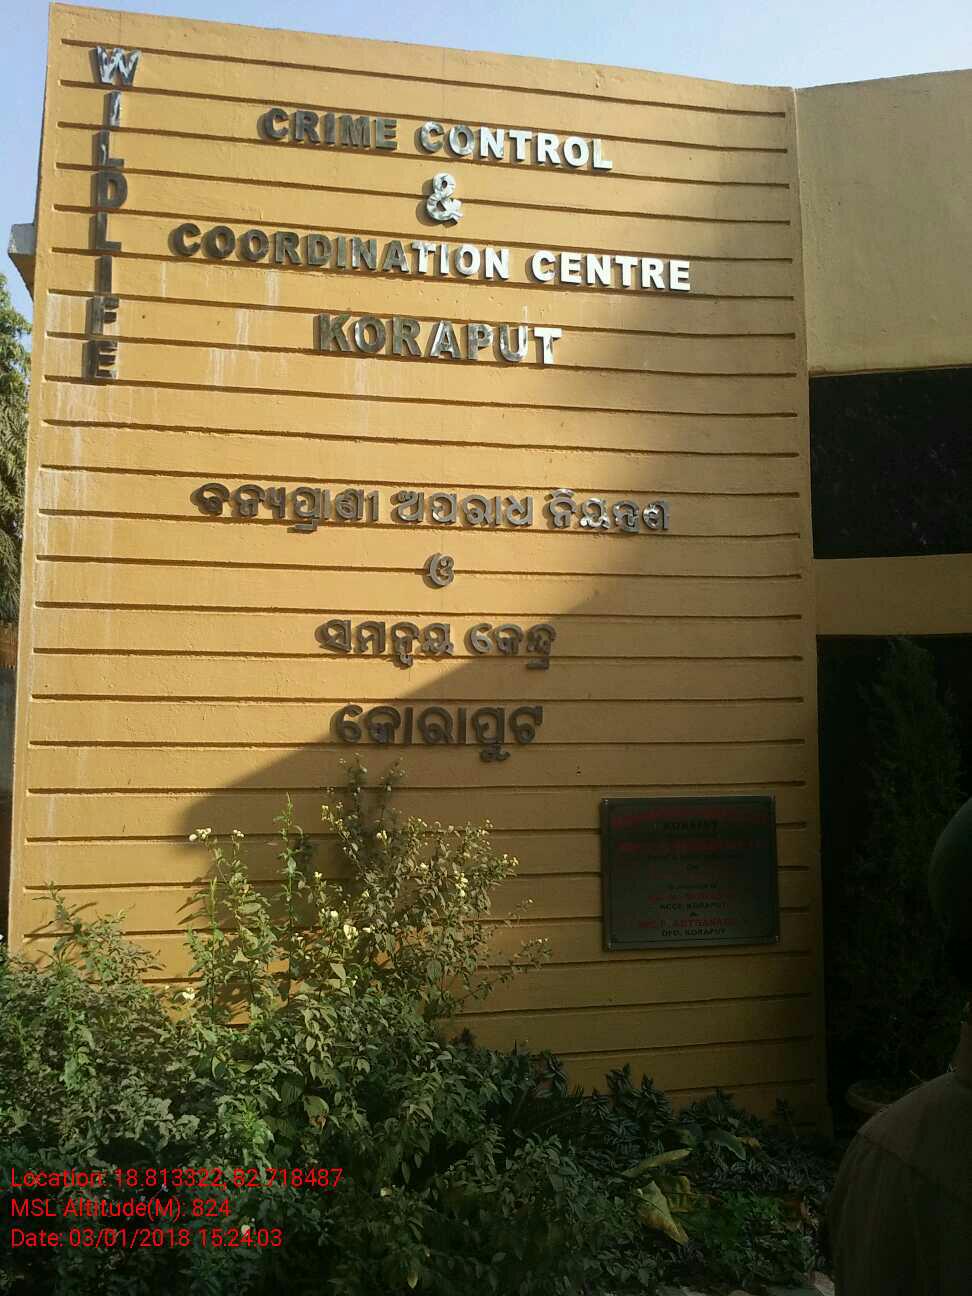 WILDLIFE
CRIME CONTROL
&
COORDINATION CENTRE
KORAPUT
ବନ୍ୟପ୍ରାଣୀ ଅପରାଧ ନିୟନ୍ତ୍ରଣ
ଓ
ସମନ୍ୱୟ କେନ୍ଦ୍ର
କୋରାପୁଟ
KORAPUT
RCCF, KORAPUT
&
DFO, KORAPUT
Location: 18.813322, 82.718487
MSL Altitude(M): 824
Date: 03/01/2018 15:24:03